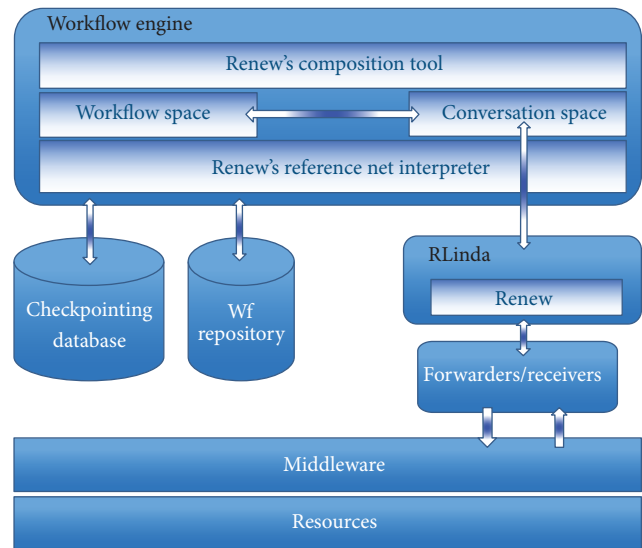 Workflow engine
Renew's composition tool
Workflow space
Conversation space
Renew's reference net interpreter
RLinda
Renew
Checkpointing
database
Wf
repository
Forwarders/receivers
Middleware
Resources